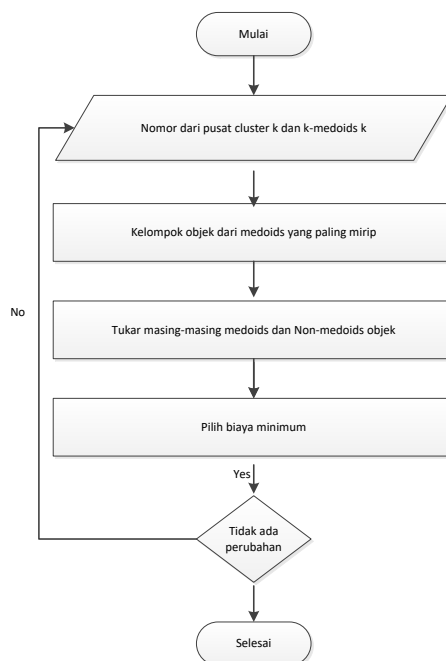 Mulai
Nomor dari pusat cluster k dan k-medoids k
Kelompok objek dari medoids yang paling mirip
No
Tukar masing-masing medoids dan Non-medoids objek
Pilih biaya minimum
Yes
Tidak ada
perubahan
Selesai